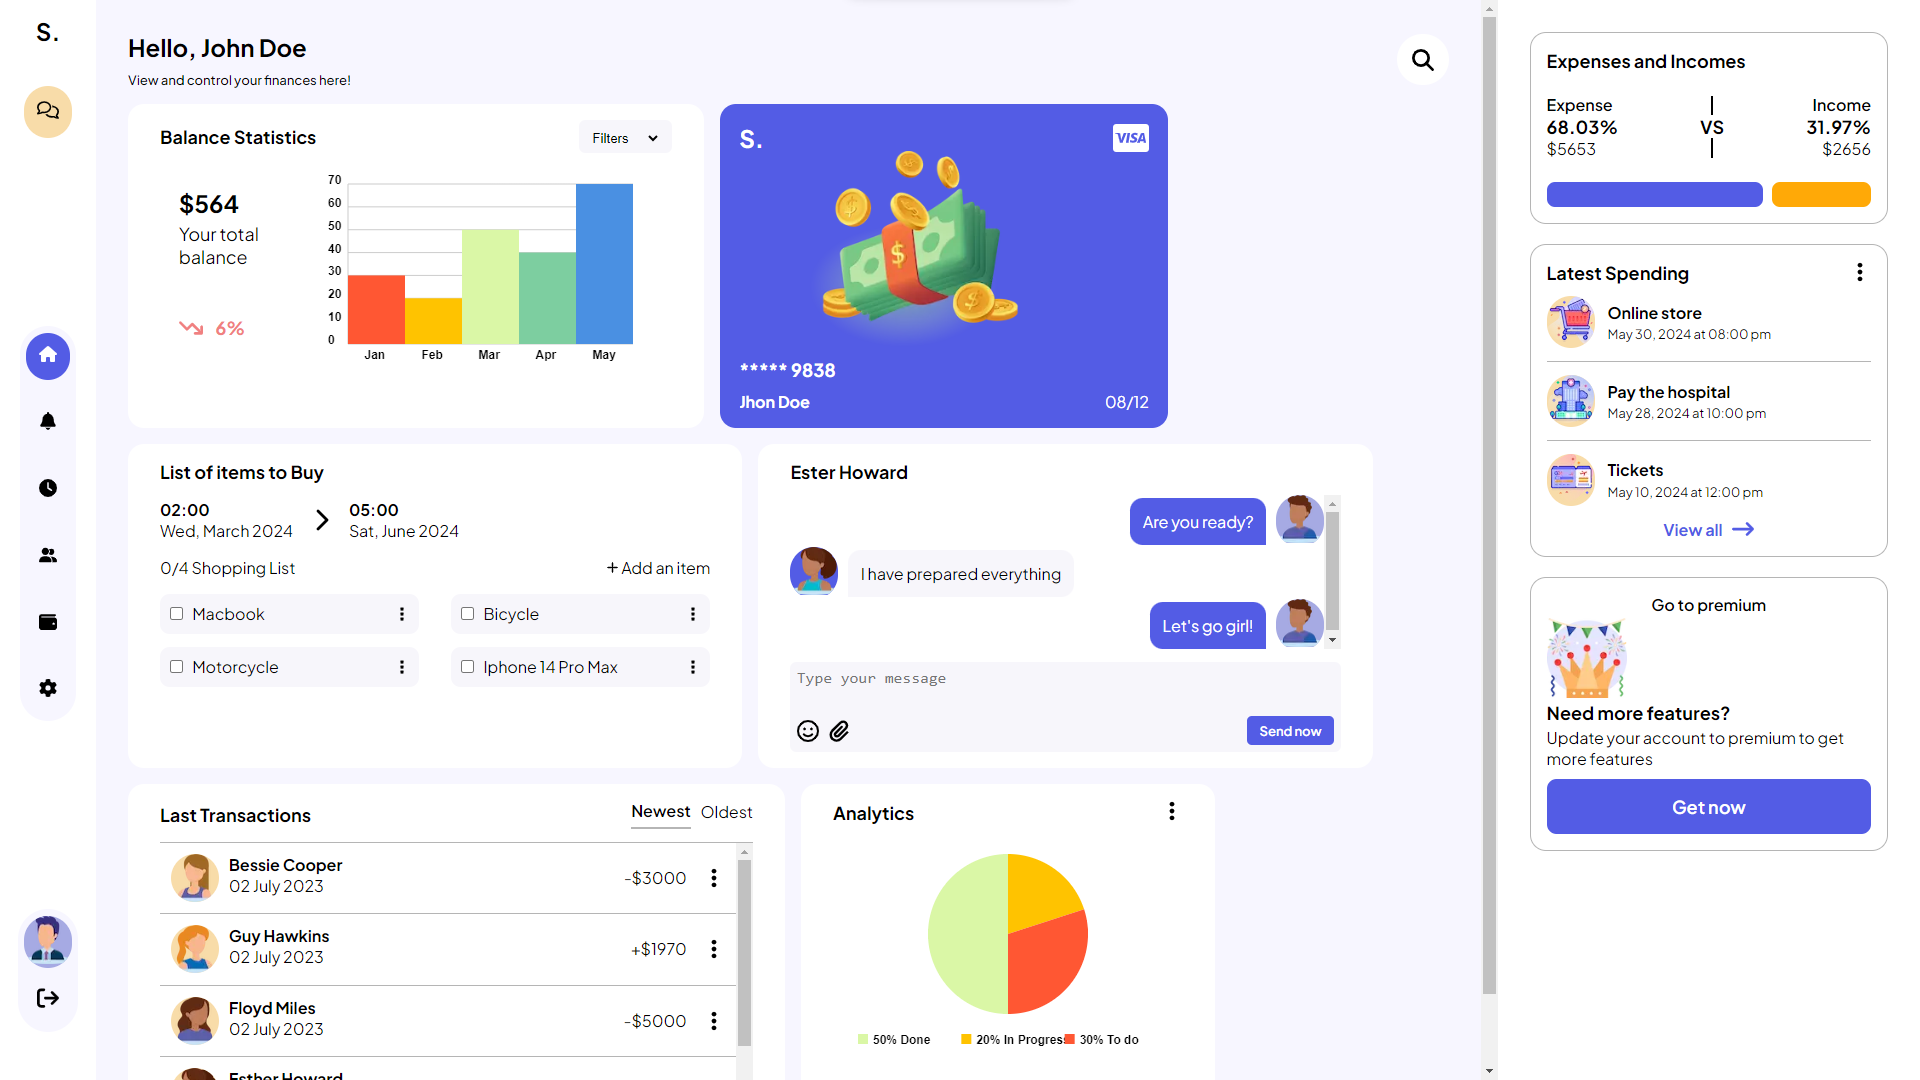 S.
Hello, John Doe
View and control your finances here!
Balance Statistics
Filters
$564
Your total
balance
6%
70
60
50
40
30
20
10
0
Jan Feb Mar Apr May
S.
VISA
***** 9838
Jhon Doe 08/12
List of items to Buy
02:00
Wed, March 2024
05:00
Sat, June 2024
0/4 Shopping List
+ Add an item
Macbook
Bicycle
Motorcycle
Iphone 14 Pro Max
Ester Howard
Are you ready?
I have prepared everything
Let's go girl!
Type your message
Send now
Last Transactions
Newest Oldest
Bessie Cooper
02 July 2023
-$3000
Guy Hawkins
02 July 2023
+$1970
Floyd Miles
02 July 2023
-$5000
Esther Howard
Analytics
50% Done 20% In Progress 30% To do
Expenses and Incomes
Expense
68.03%
$5653
VS
Income
31.97%
$2656
Latest Spending
Online store
May 30, 2024 at 08:00 pm
Pay the hospital
May 28, 2024 at 10:00 pm
Tickets
May 10, 2024 at 12:00 pm
View all
Go to premium
Need more features?
Update your account to premium to get
more features
Get now